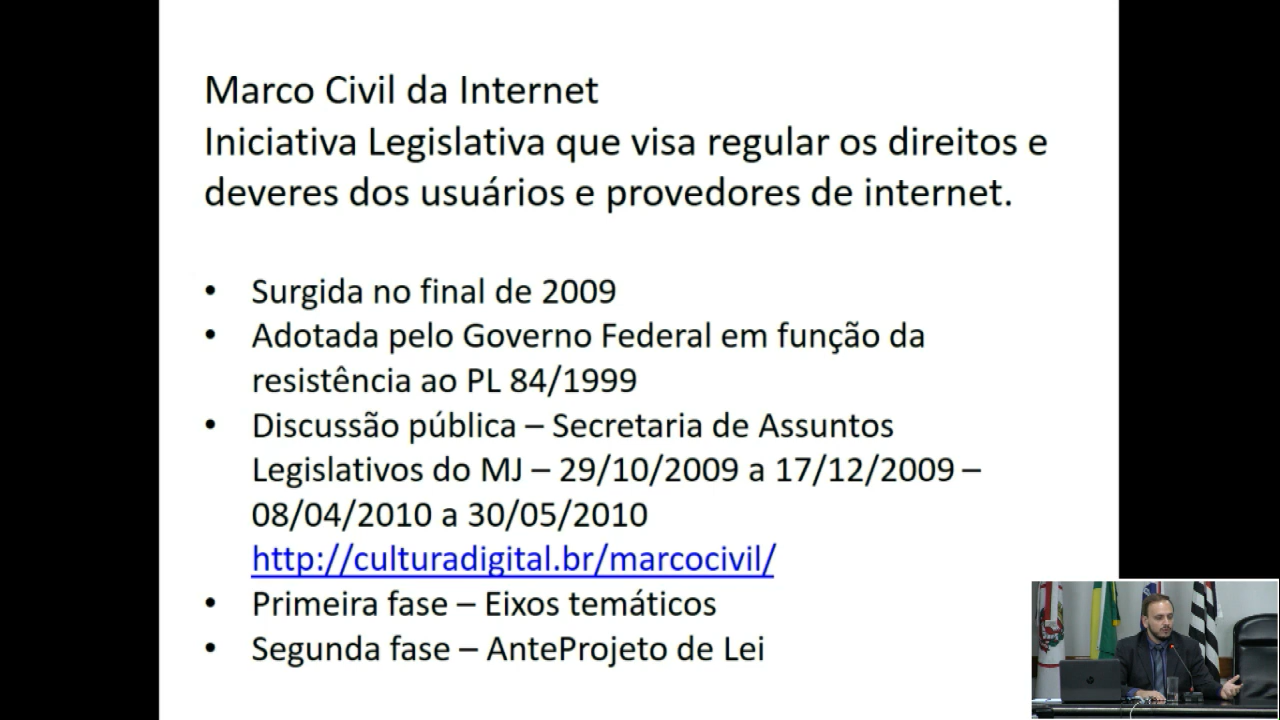 Marco Civil da Internet
Iniciativa Legislativa que visa regular os direitos e
deveres dos usuários e provedores de internet.
• Surgida no final de 2009
• Adotada pelo Governo Federal em função da
resistência ao PL 84/1999
• Discussão pública – Secretaria de Assuntos
Legislativos do MJ – 29/10/2009 a 17/12/2009 –
08/04/2010 a 30/05/2010
http://culturadigital.br/marcocivil/
• Primeira fase – Eixos temáticos
• Segunda fase – AnteProjeto de Lei